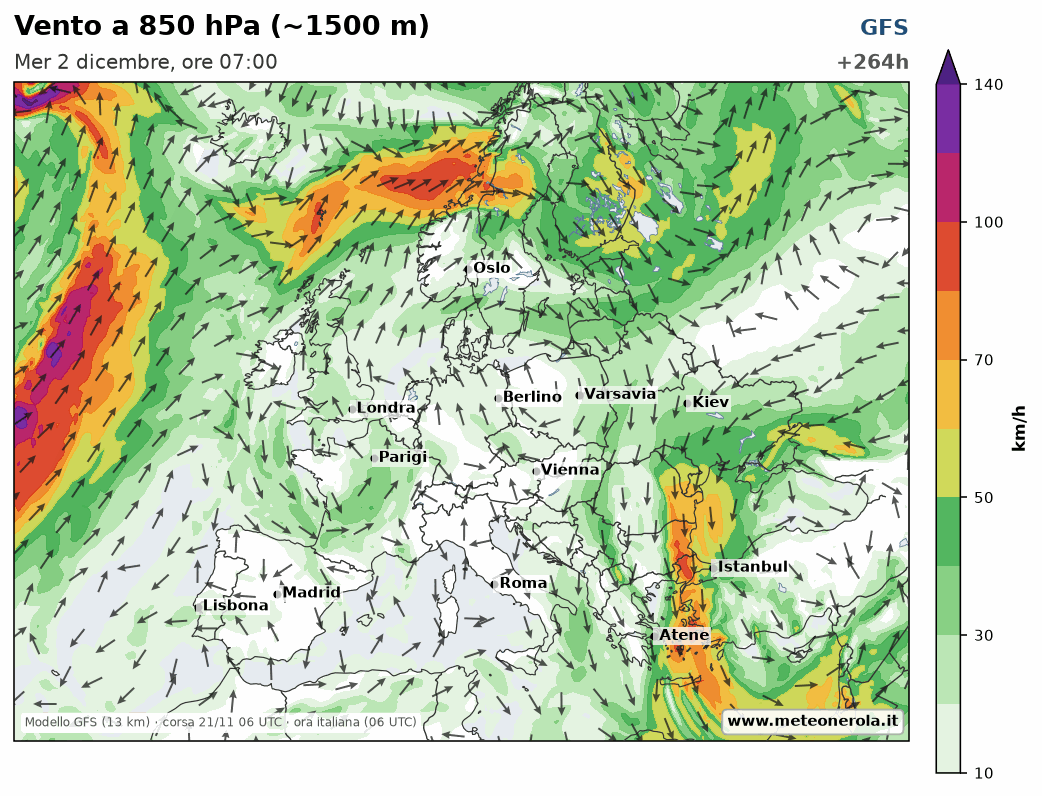 Vento a 850 hPa (~1500 m)
GFS
Mer 2 dicembre, ore 07:00
+264h
140
100
70
50
30
10
km/h
Oslo
Berlino
Varsavia
Kiev
Londra
Parigi
Vienna
Istanbul
Roma
Madrid
Lisbona
Atene
Modello GFS (13 km) · corsa 21/11 06 UTC · ora italiana (06 UTC)
www.meteonerola.it